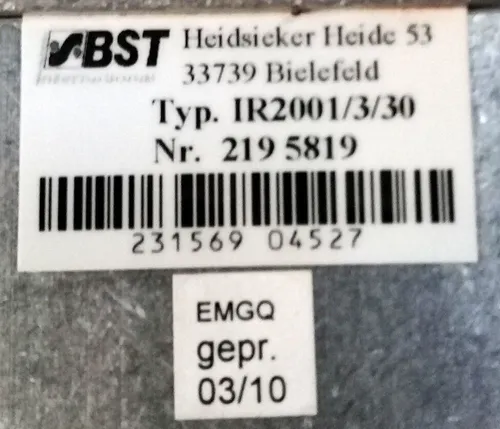 BST
Heidsieker Heide 53
33739 Bielefeld
Typ. IR2001/3/30
Nr. 219 5819
231569 04527
EMGQ
gepr.
03/10